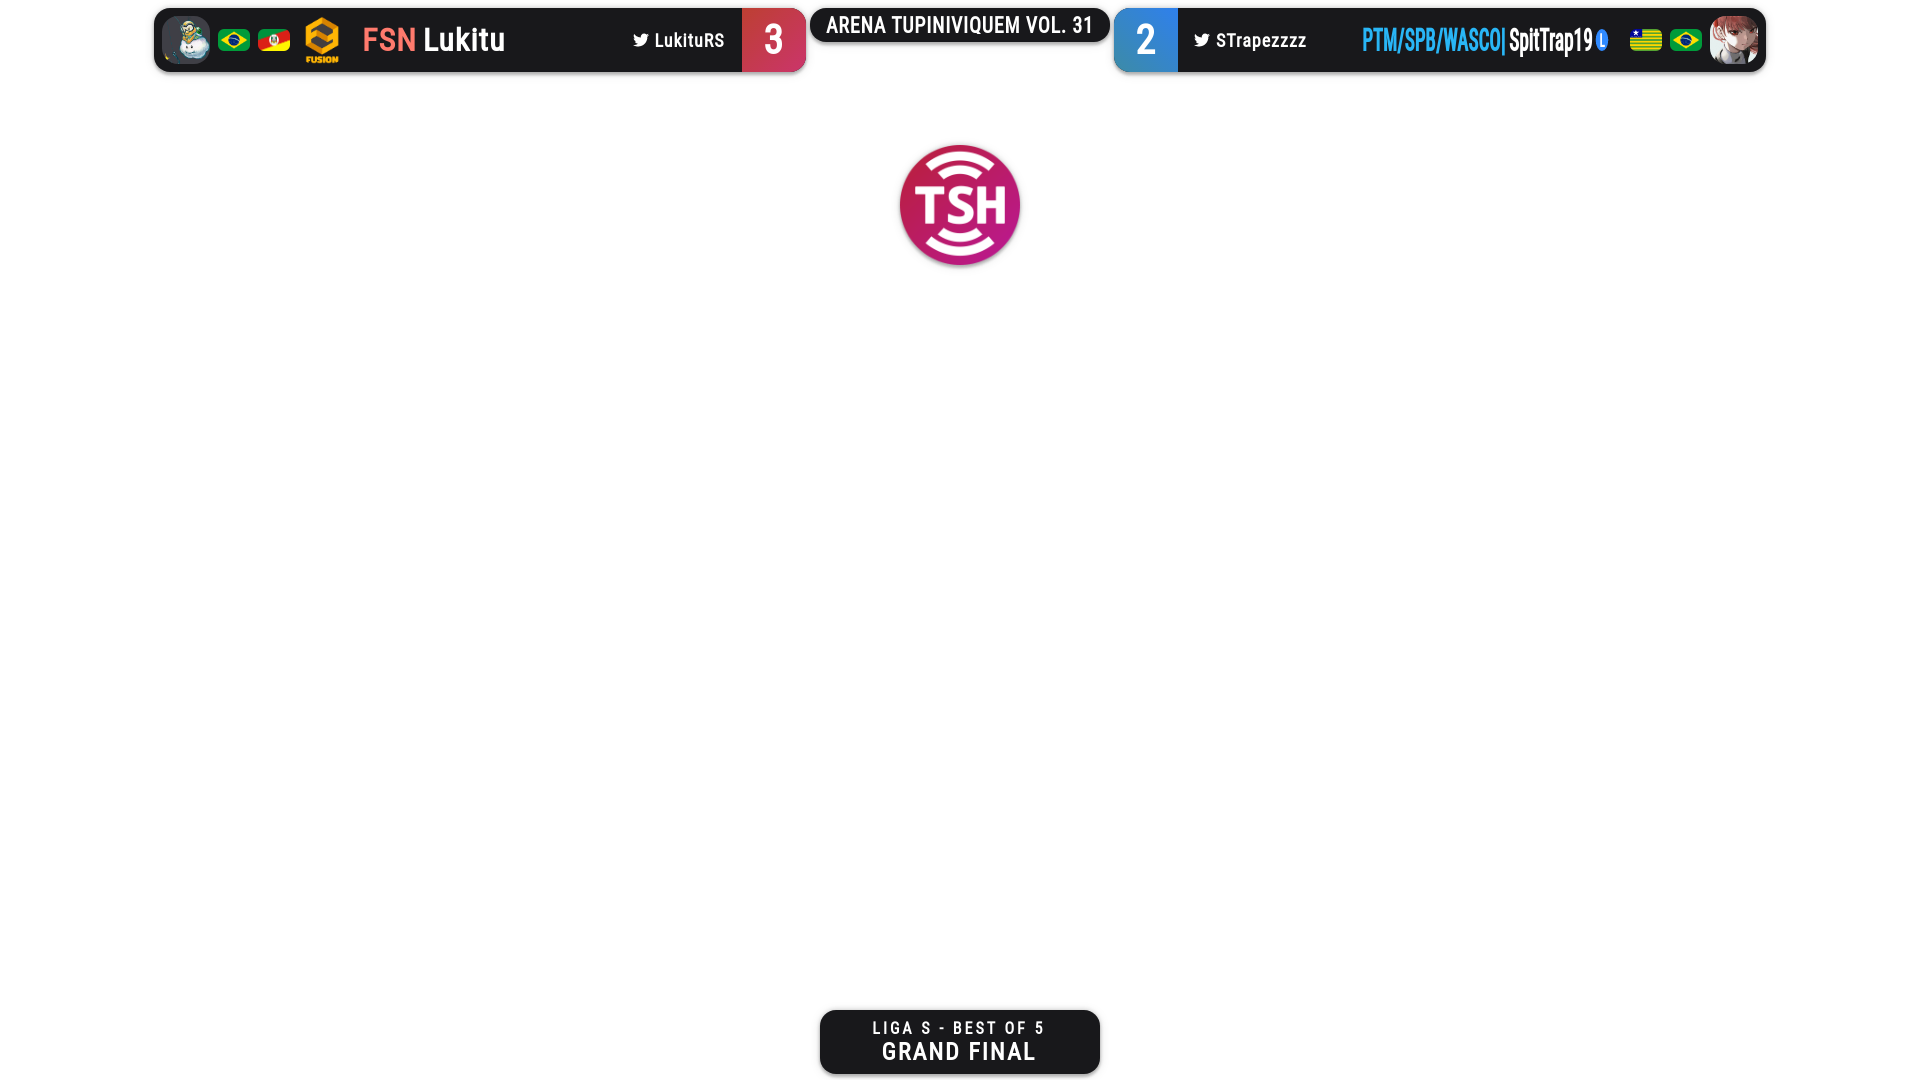 FUSION
FSN Lukitu
LukituRS
3
ARENA TUPINIVIQUEM VOL. 31
2
STrapezzzz
PTM/SPB/WASCO| SpitTrap19 L
TSH
LIGA S - BEST OF 5
GRAND FINAL